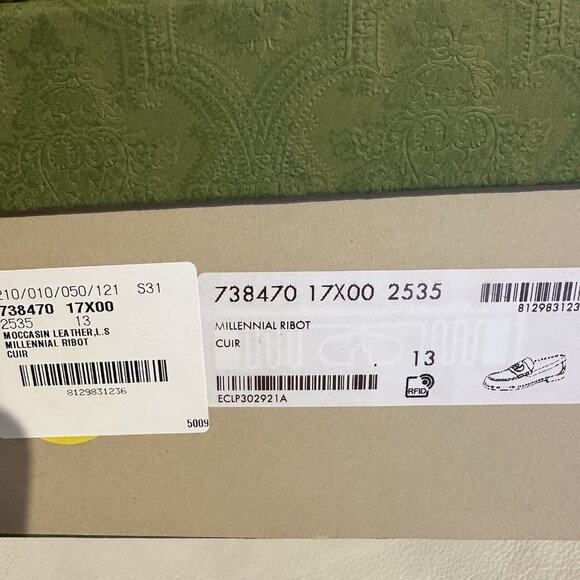 210/010/050/121 S31
738470 17X00
2535 13
MOCCASIN LEATHER,L.S
MILLENNIAL RIBOT
CUIR
8129831236
5009
738470 17X00 2535
812983123
MILLENNIAL RIBOT
CUIR
. 13
RFID
ECLP302921A